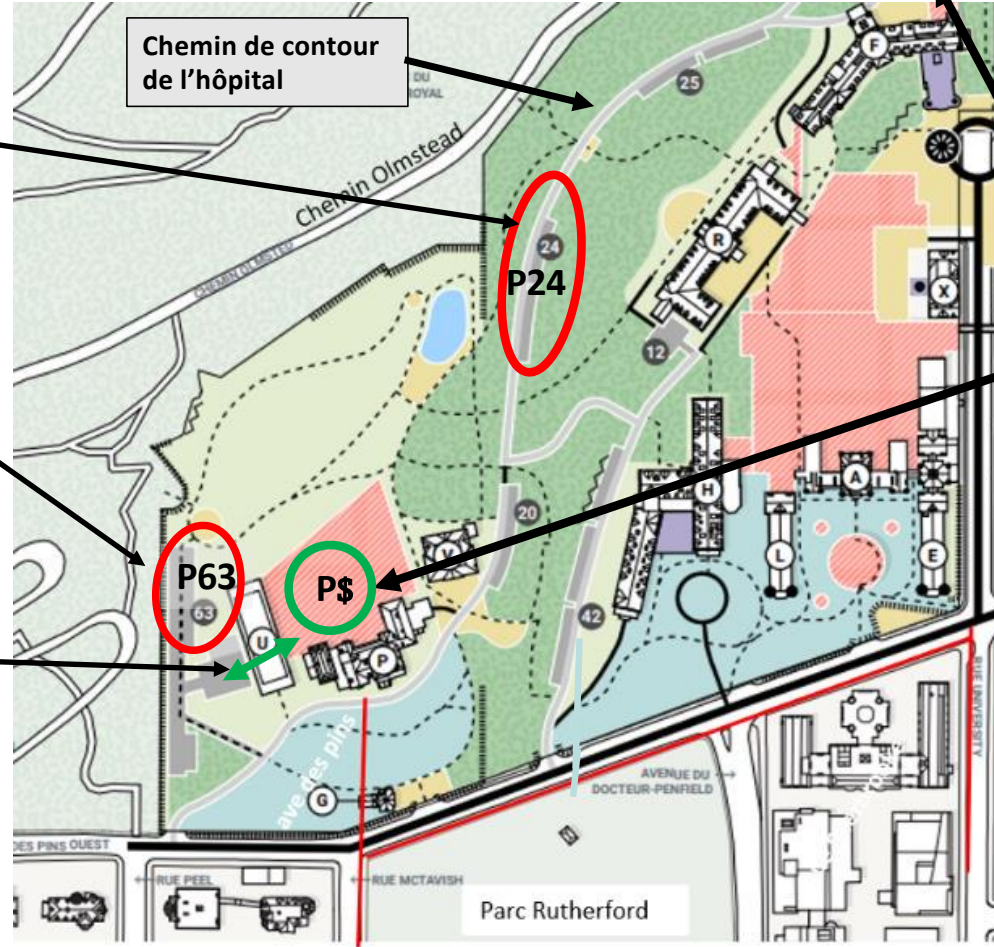 Chemin de contour
de l’hôpital
DU
ROYAL
F
25
Chemin Olmstead
CHEMIN OLMSTED
24
P24
R
X
12
A
H
20
P63
63
P$
V
L
E
U
P
42
RUE UNIVERSITY
ave des pins
G
AVENUE DU
DOCTEUR-PENFIELD
DES PINS OUEST
RUE PEEL
RUE MCTAVISH
Parc Rutherford